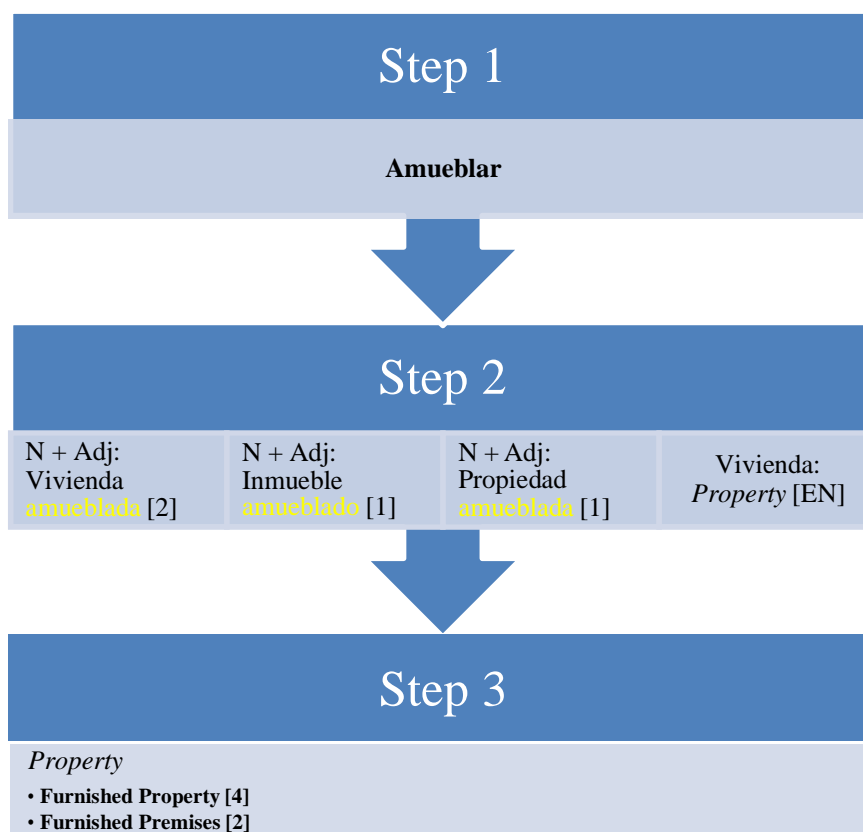 Step 1
Amueblar
Step 2
N + Adj:
Vivienda
amueblada [2]
N + Adj:
Inmueble
amueblado [1]
N + Adj:
Propiedad
amueblada [1]
Vivienda:
Property [EN]
Step 3
Property
• Furnished Property [4]
• Furnished Premises [2]